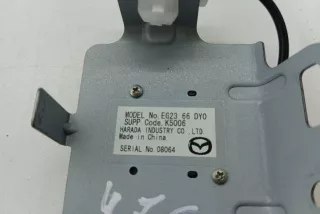 MODEL No. EG23 66 DY0
SUPP Code. K5006
HARADA INDUSTRY CO., LTD
Made in China
SERIAL No. 08064